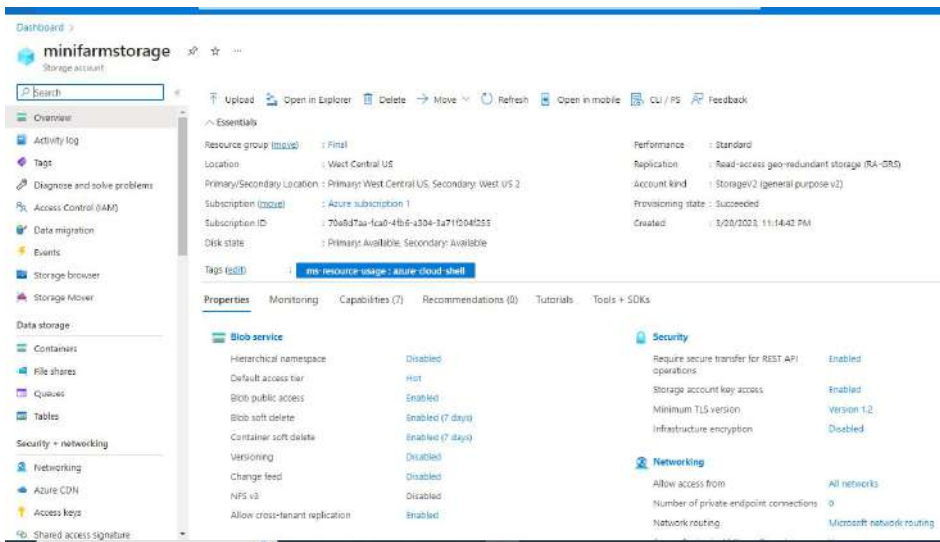 Dashboard >
minifarmstorage
Storage account
Search
Upload Open in Explorer Delete Move Refresh Open in mobile CLI / PS Feedback
Overview
Activity log
Tags
Diagnose and solve problems
Access Control (IAM)
Data migration
Events
Storage browser
Storage Mover
Data storage
Containers
File shares
Queues
Tables
Security + networking
Networking
Azure CDN
Access keys
Shared access signature
Essentials
Resource group (move) : Final
Location : West Central US
Primary/Secondary Location : Primary: West Central US, Secondary: West US 2
Subscription (move) : Azure subscription 1
Subscription ID
Disk state : Primary: Available, Secondary: Available
Performance : Standard
Replication : Read-access geo-redundant storage (RA-GRS)
Account kind : StorageV2 (general purpose v2)
Provisioning state : Succeeded
Created : 3/20/2023, 11:14:42 PM
Tags (edit) : ms-resource-usage : azure-cloud-shell
Properties Monitoring Capabilities (7) Recommendations (0) Tutorials Tools + SDKs
Blob service
Hierarchical namespace Disabled
Default access tier Hot
Blob public access Enabled
Blob soft delete Enabled (7 days)
Container soft delete Enabled (7 days)
Versioning Disabled
Change feed Disabled
NFS v3 Disabled
Allow cross-tenant replication Enabled
Security
Require secure transfer for REST API operations Enabled
Storage account key access Enabled
Minimum TLS version Version 1.2
Infrastructure encryption Disabled
Networking
Allow access from All networks
Number of private endpoint connections 0
Network routing Microsoft network routing